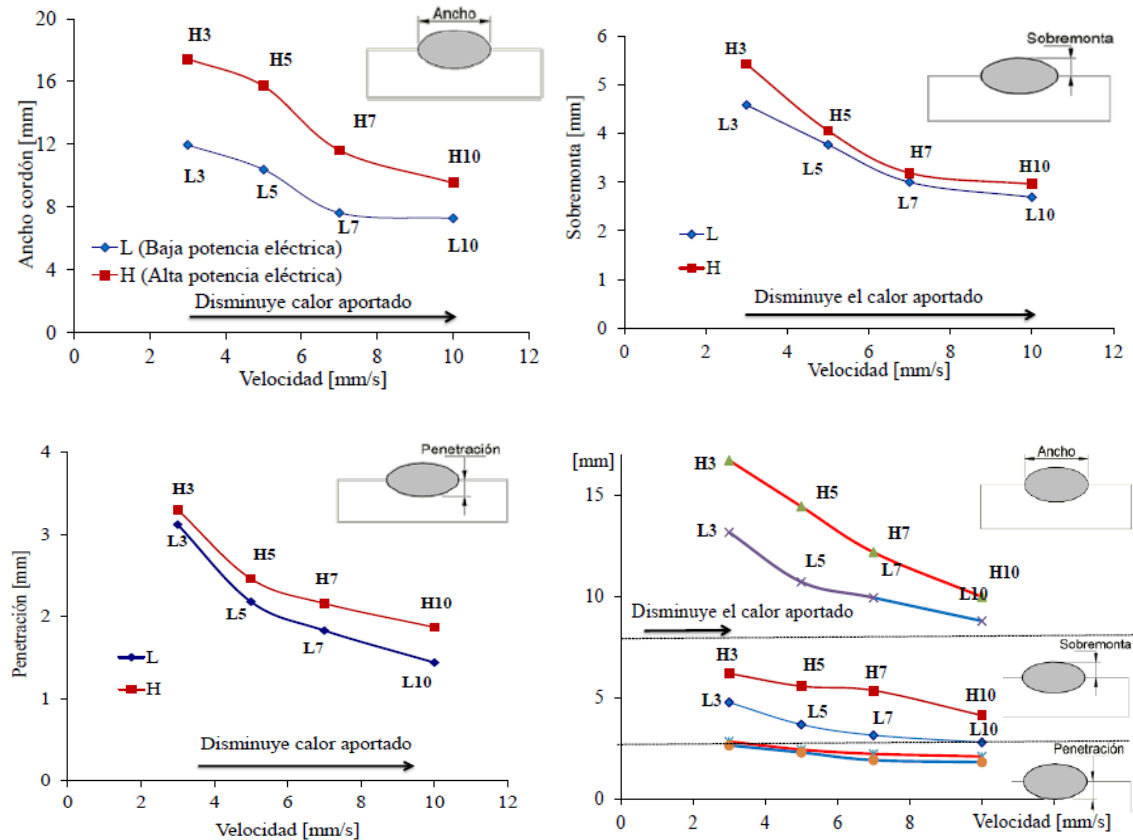 20
16
12
8
4
0
Ancho cordón [mm]
Ancho
H3
H5
H7
H10
L3
L5
L7
L10
L (Baja potencia eléctrica)
H (Alta potencia eléctrica)
Disminuye calor aportado
0 2 4 6 8 10 12
Velocidad [mm/s]
6
5
4
3
2
1
0
Sobremonta [mm]
Sobremonta
H3
L3
H5
L5
H7
L7
H10
L10
L
H
Disminuye el calor aportado
0 2 4 6 8 10 12
Velocidad [mm/s]
4
3
2
1
0
Penetración [mm]
Penetración
H3
L3
H5
L5
H7
L7
H10
L10
L
H
Disminuye calor aportado
0 2 4 6 8 10 12
Velocidad [mm/s]
[mm]
15
10
5
0
Ancho
H3
H5
L3
L5
H7
L7
H10
L10
Disminuye el calor aportado
Sobremonta
H3
H5
H7
L3
L5
L7
H10
L10
Penetración
0 2 4 6 8 Velocidad [mm/s]